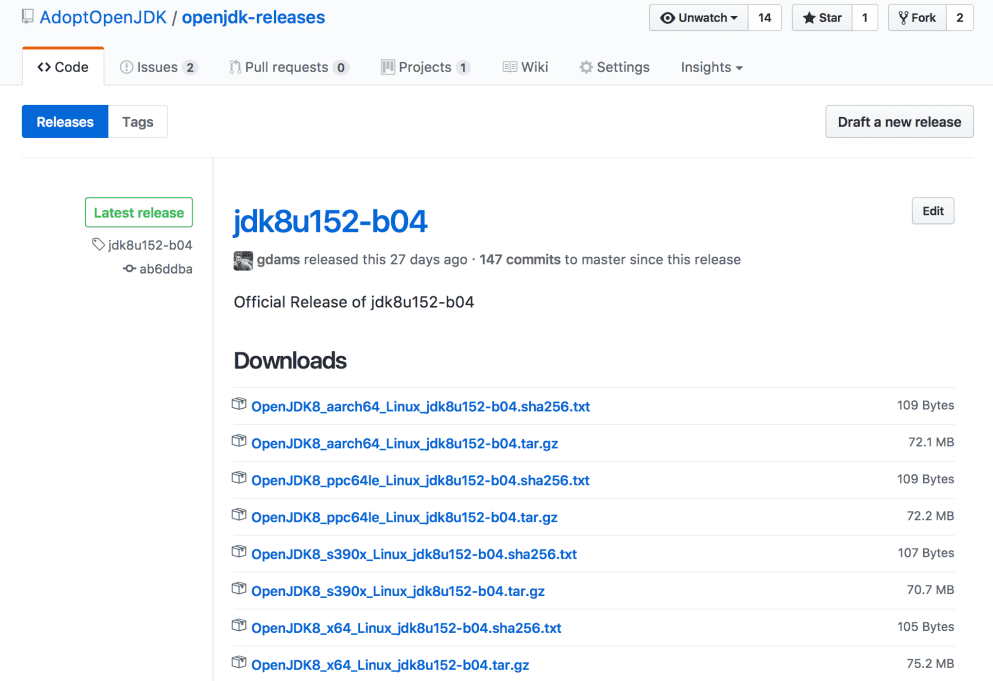 AdoptOpenJDK / openjdk-releases
Unwatch 14 Star 1 Fork 2
Code Issues 2 Pull requests 0 Projects 1 Wiki Settings Insights
Releases Tags Draft a new release
Latest release
jdk8u152-b04
ab6ddba
jdk8u152-b04 Edit
gdams released this 27 days ago · 147 commits to master since this release
Official Release of jdk8u152-b04
Downloads
OpenJDK8_aarch64_Linux_jdk8u152-b04.sha256.txt 109 Bytes
OpenJDK8_aarch64_Linux_jdk8u152-b04.tar.gz 72.1 MB
OpenJDK8_ppc64le_Linux_jdk8u152-b04.sha256.txt 109 Bytes
OpenJDK8_ppc64le_Linux_jdk8u152-b04.tar.gz 72.2 MB
OpenJDK8_s390x_Linux_jdk8u152-b04.sha256.txt 107 Bytes
OpenJDK8_s390x_Linux_jdk8u152-b04.tar.gz 70.7 MB
OpenJDK8_x64_Linux_jdk8u152-b04.sha256.txt 105 Bytes
OpenJDK8_x64_Linux_jdk8u152-b04.tar.gz 75.2 MB